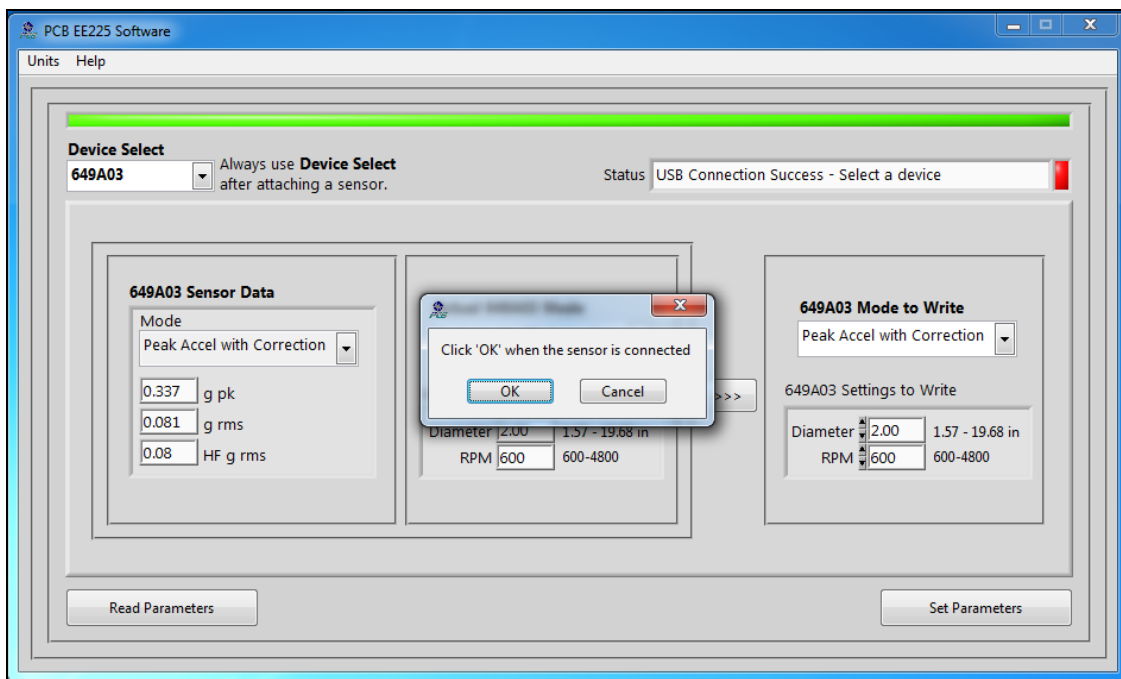 PCB EE225 Software
Units Help
Device Select
649A03
Always use Device Select
after attaching a sensor.
Status USB Connection Success - Select a device
649A03 Sensor Data
Mode
Peak Accel with Correction
0.337 g pk
0.081 g rms
0.08 HF g rms
Click 'OK' when the sensor is connected
OK Cancel
Diameter 2.00 1.57 - 19.68 in
RPM 600 600-4800
>>>
649A03 Mode to Write
Peak Accel with Correction
649A03 Settings to Write
Diameter 2.00 1.57 - 19.68 in
RPM 600 600-4800
Read Parameters
Set Parameters